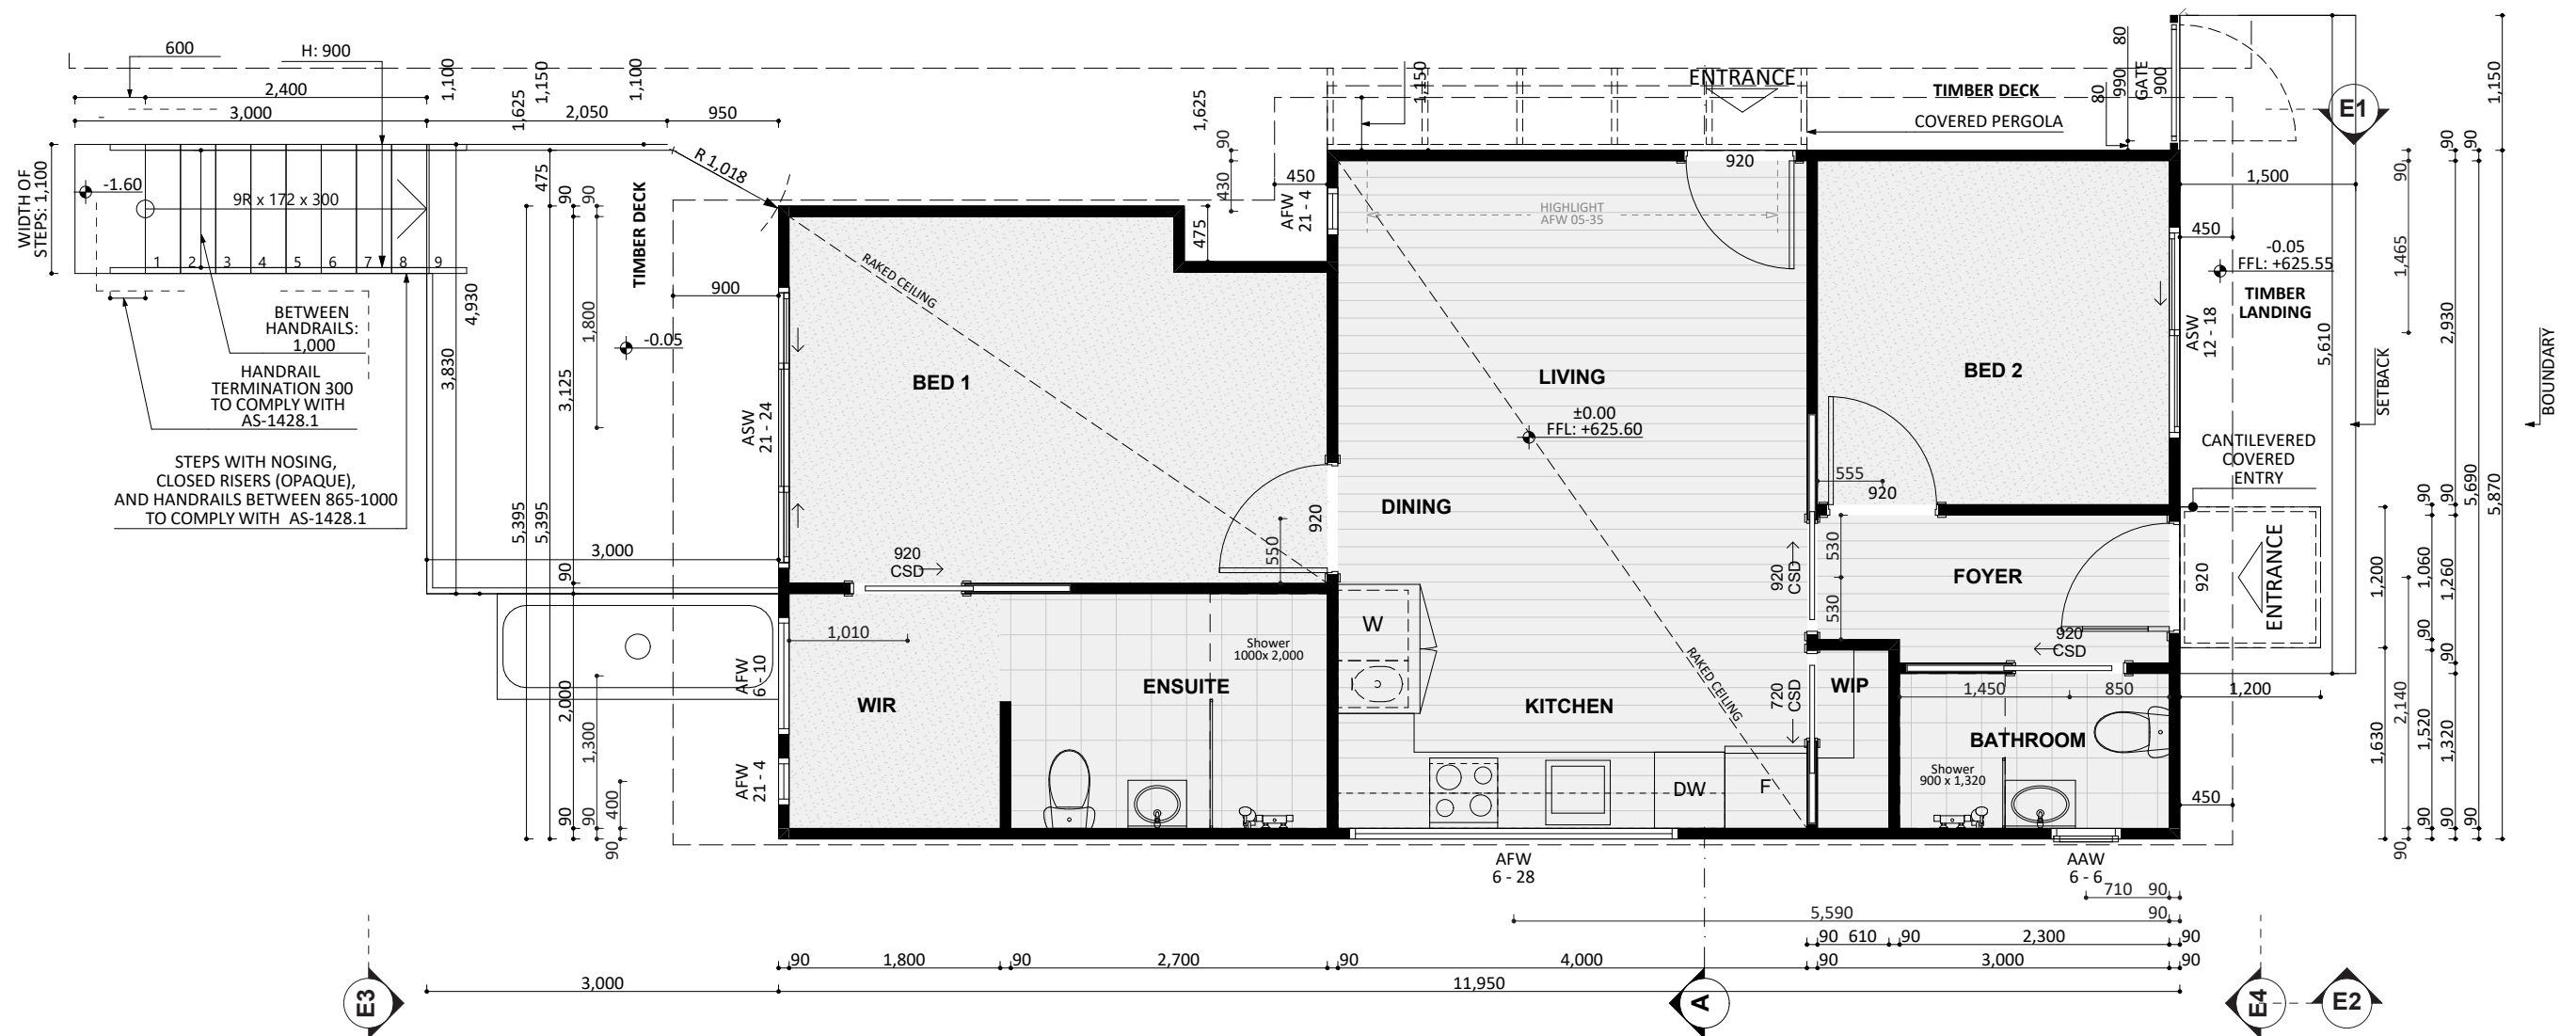 600
H: 900
2,400
3,000
1,100
1,625
1,150
1,100
2,050
950
WIDTH OF
STEPS: 1,100
-1.60
9R x 172 x 300
1 2 3 4 5 6 7 8 9
R 1,018
475
90
90
TIMBER DECK
BETWEEN
HANDRAILS:
1,000
HANDRAIL
TERMINATION 300
TO COMPLY WITH
AS-1428.1
STEPS WITH NOSING,
CLOSED RISERS (OPAQUE),
AND HANDRAILS BETWEEN 865-1000
TO COMPLY WITH AS-1428.1
4,930
3,830
1,800
3,125
5,395
5,395
-0.05
900
3,000
90
2,000
1,300
90
90
400
90
ASW
21 - 24
AFW
6 - 10
AFW
21 - 4
1,625
90
430
475
450
AFW
21 - 4
1,150
ENTRANCE
TIMBER DECK
COVERED PERGOLA
920
HIGHLIGHT
AFW 05-35
RAKED CEILING
BED 1
920
CSD
550
920
1,010
WIR
ENSUITE
Shower
1000x 2,000
LIVING
±0.00
FFL: +625.60
DINING
W
KITCHEN
RAKED CEILING
DW
F
920
CSD
720
CSD
BED 2
555
920
530
530
FOYER
920
CSD
WIP
1,450
850
BATHROOM
Shower
900 x 1,320
920
ENTRANCE
80
990
GATE
900
80
E1
1,500
450
-0.05
FFL: +625.55
TIMBER
LANDING
ASW
12 - 18
CANTILEVERED
COVERED
ENTRY
SETBACK
BOUNDARY
5,610
1,150
90
90
90
1,465
2,930
5,690
5,870
90
90
1,200
1,060
1,260
90
90
1,200
2,140
1,630
1,520
1,320
450
90
90
90
90
AFW
6 - 28
AAW
6 - 6
710
90
5,590
90
90
610
90
2,300
90
90
1,800
90
2,700
90
4,000
90
3,000
90
3,000
11,950
E3
A
E4
E2